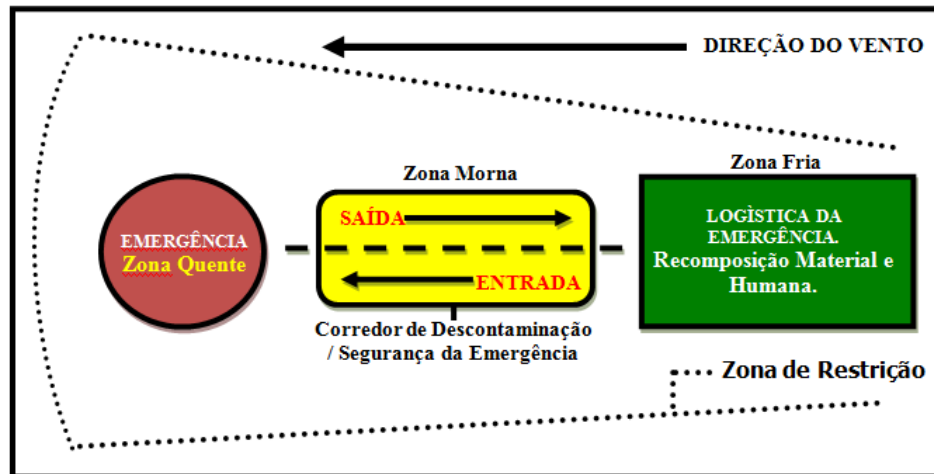 DIREÇÃO DO VENTO
Zona Morna
Zona Fria
EMERGÊNCIA
Zona Quente
SAÍDA
ENTRADA
LOGÌSTICA DA
EMERGÊNCIA.
Recomposição Material e
Humana.
Corredor de Descontaminação
/ Segurança da Emergência
Zona de Restrição